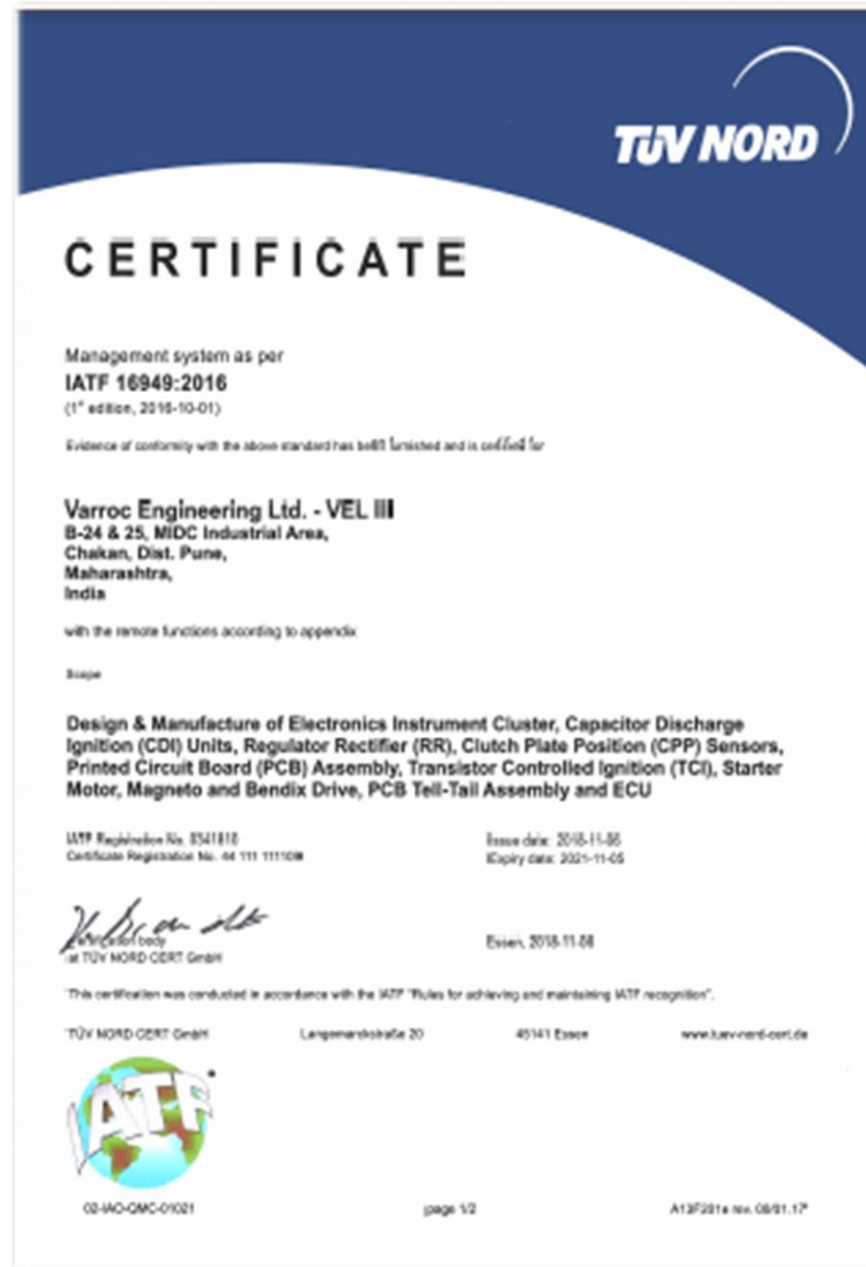 TÜV NORD
CERTIFICATE
Management system as per
IATF 16949:2016
(1st edition, 2016-10-01)
Evidence of conformity with the above standard has been furnished and is certified for
Varroc Engineering Ltd. - VEL III
B-24 & 25, MIDC Industrial Area,
Chakan, Dist. Pune,
Maharashtra,
India
with the remote functions according to appendix
Scope
Design & Manufacture of Electronics Instrument Cluster, Capacitor Discharge
Ignition (CDI) Units, Regulator Rectifier (RR), Clutch Plate Position (CPP) Sensors,
Printed Circuit Board (PCB) Assembly, Transistor Controlled Ignition (TCI), Starter
Motor, Magneto and Bendix Drive, PCB Tell-Tail Assembly and ECU
IATF Registration No. Issue date:
Certificate Registration No. 44 111 Expiry date: 2021-11-05
Certification body Essen,
at TÜV NORD CERT GmbH
This certification was conducted in accordance with the IATF "Rules for achieving and maintaining IATF recognition".
TÜV NORD CERT GmbH Langemarckstraße 20 45141 Essen www.tuev-nord-cert.de
IATF
02-IAO-QMC-01021 page 1/2 rev.